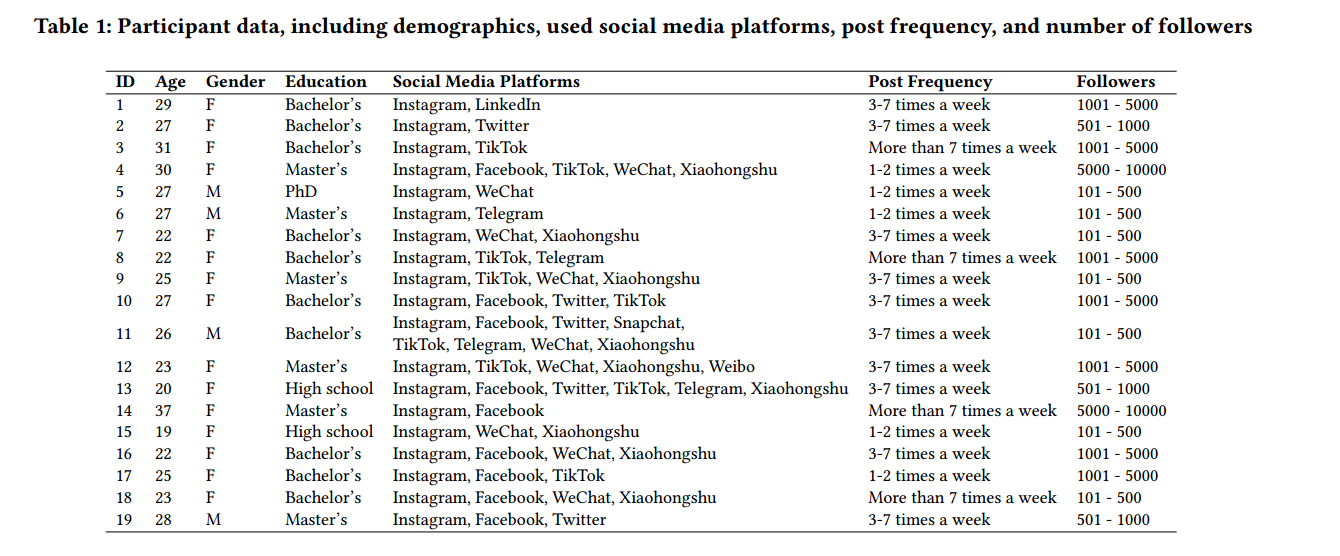 Table 1: Participant data, including demographics, used social media platforms, post frequency, and number of followers
ID Age Gender Education Social Media Platforms Post Frequency Followers
1 29 F Bachelor’s Instagram, LinkedIn 3-7 times a week 1001 - 5000
2 27 F Bachelor’s Instagram, Twitter 3-7 times a week 501 - 1000
3 31 F Bachelor’s Instagram, TikTok More than 7 times a week 1001 - 5000
4 30 F Master’s Instagram, Facebook, TikTok, WeChat, Xiaohongshu 1-2 times a week 5000 - 10000
5 27 M PhD Instagram, WeChat 1-2 times a week 101 - 500
6 27 M Master’s Instagram, Telegram 1-2 times a week 101 - 500
7 22 F Bachelor’s Instagram, WeChat, Xiaohongshu 3-7 times a week 101 - 500
8 22 F Bachelor’s Instagram, TikTok, Telegram More than 7 times a week 1001 - 5000
9 25 F Master’s Instagram, TikTok, WeChat, Xiaohongshu 3-7 times a week 101 - 500
10 27 F Bachelor’s Instagram, Facebook, Twitter, TikTok 3-7 times a week 1001 - 5000
11 26 M Bachelor’s Instagram, Facebook, Twitter, Snapchat,
TikTok, Telegram, WeChat, Xiaohongshu 3-7 times a week 101 - 500
12 23 F Master’s Instagram, TikTok, WeChat, Xiaohongshu, Weibo 3-7 times a week 1001 - 5000
13 20 F High school Instagram, Facebook, Twitter, TikTok, Telegram, Xiaohongshu 3-7 times a week 501 - 1000
14 37 F Master’s Instagram, Facebook More than 7 times a week 5000 - 10000
15 19 F High school Instagram, WeChat, Xiaohongshu 1-2 times a week 101 - 500
16 22 F Bachelor’s Instagram, Facebook, WeChat, Xiaohongshu 3-7 times a week 1001 - 5000
17 25 F Bachelor’s Instagram, Facebook, TikTok 1-2 times a week 1001 - 5000
18 23 F Bachelor’s Instagram, Facebook, WeChat, Xiaohongshu More than 7 times a week 101 - 500
19 28 M Master’s Instagram, Facebook, Twitter 3-7 times a week 501 - 1000